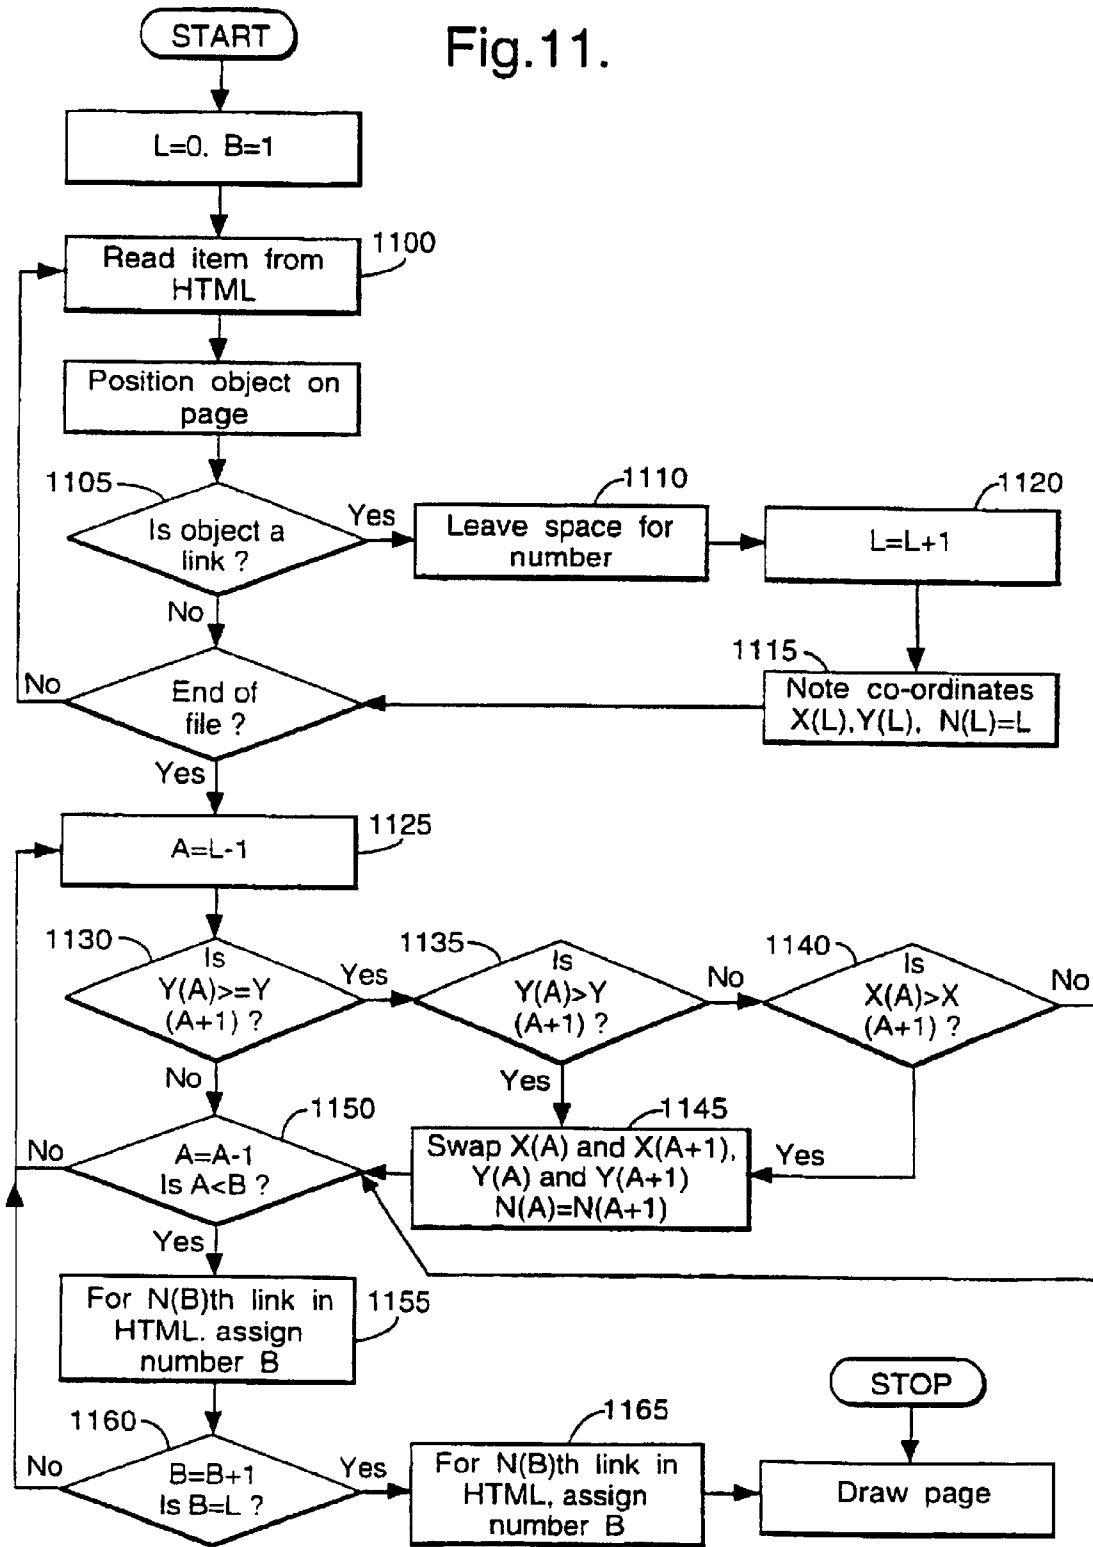 START
Fig.11.
L=0. B=1
1100
Read item from
HTML
Position object on
page
1105
Is object a
link ?
Yes
No
1110
Leave space for
number
1120
L=L+1
1115
Note co-ordinates
X(L),Y(L), N(L)=L
End of
file ?
No
Yes
1125
A=L-1
1130
Is
Y(A)>=Y
(A+1) ?
Yes
No
1135
Is
Y(A)>Y
(A+1) ?
No
Yes
1140
Is
X(A)>X
(A+1) ?
No
Yes
1145
Swap X(A) and X(A+1),
Y(A) and Y(A+1)
N(A)=N(A+1)
1150
A=A-1
Is A<B ?
No
Yes
1155
For N(B)th link in
HTML. assign
number B
1160
B=B+1
Is B=L ?
No
Yes
1165
For N(B)th link in
HTML, assign
number B
STOP
Draw page